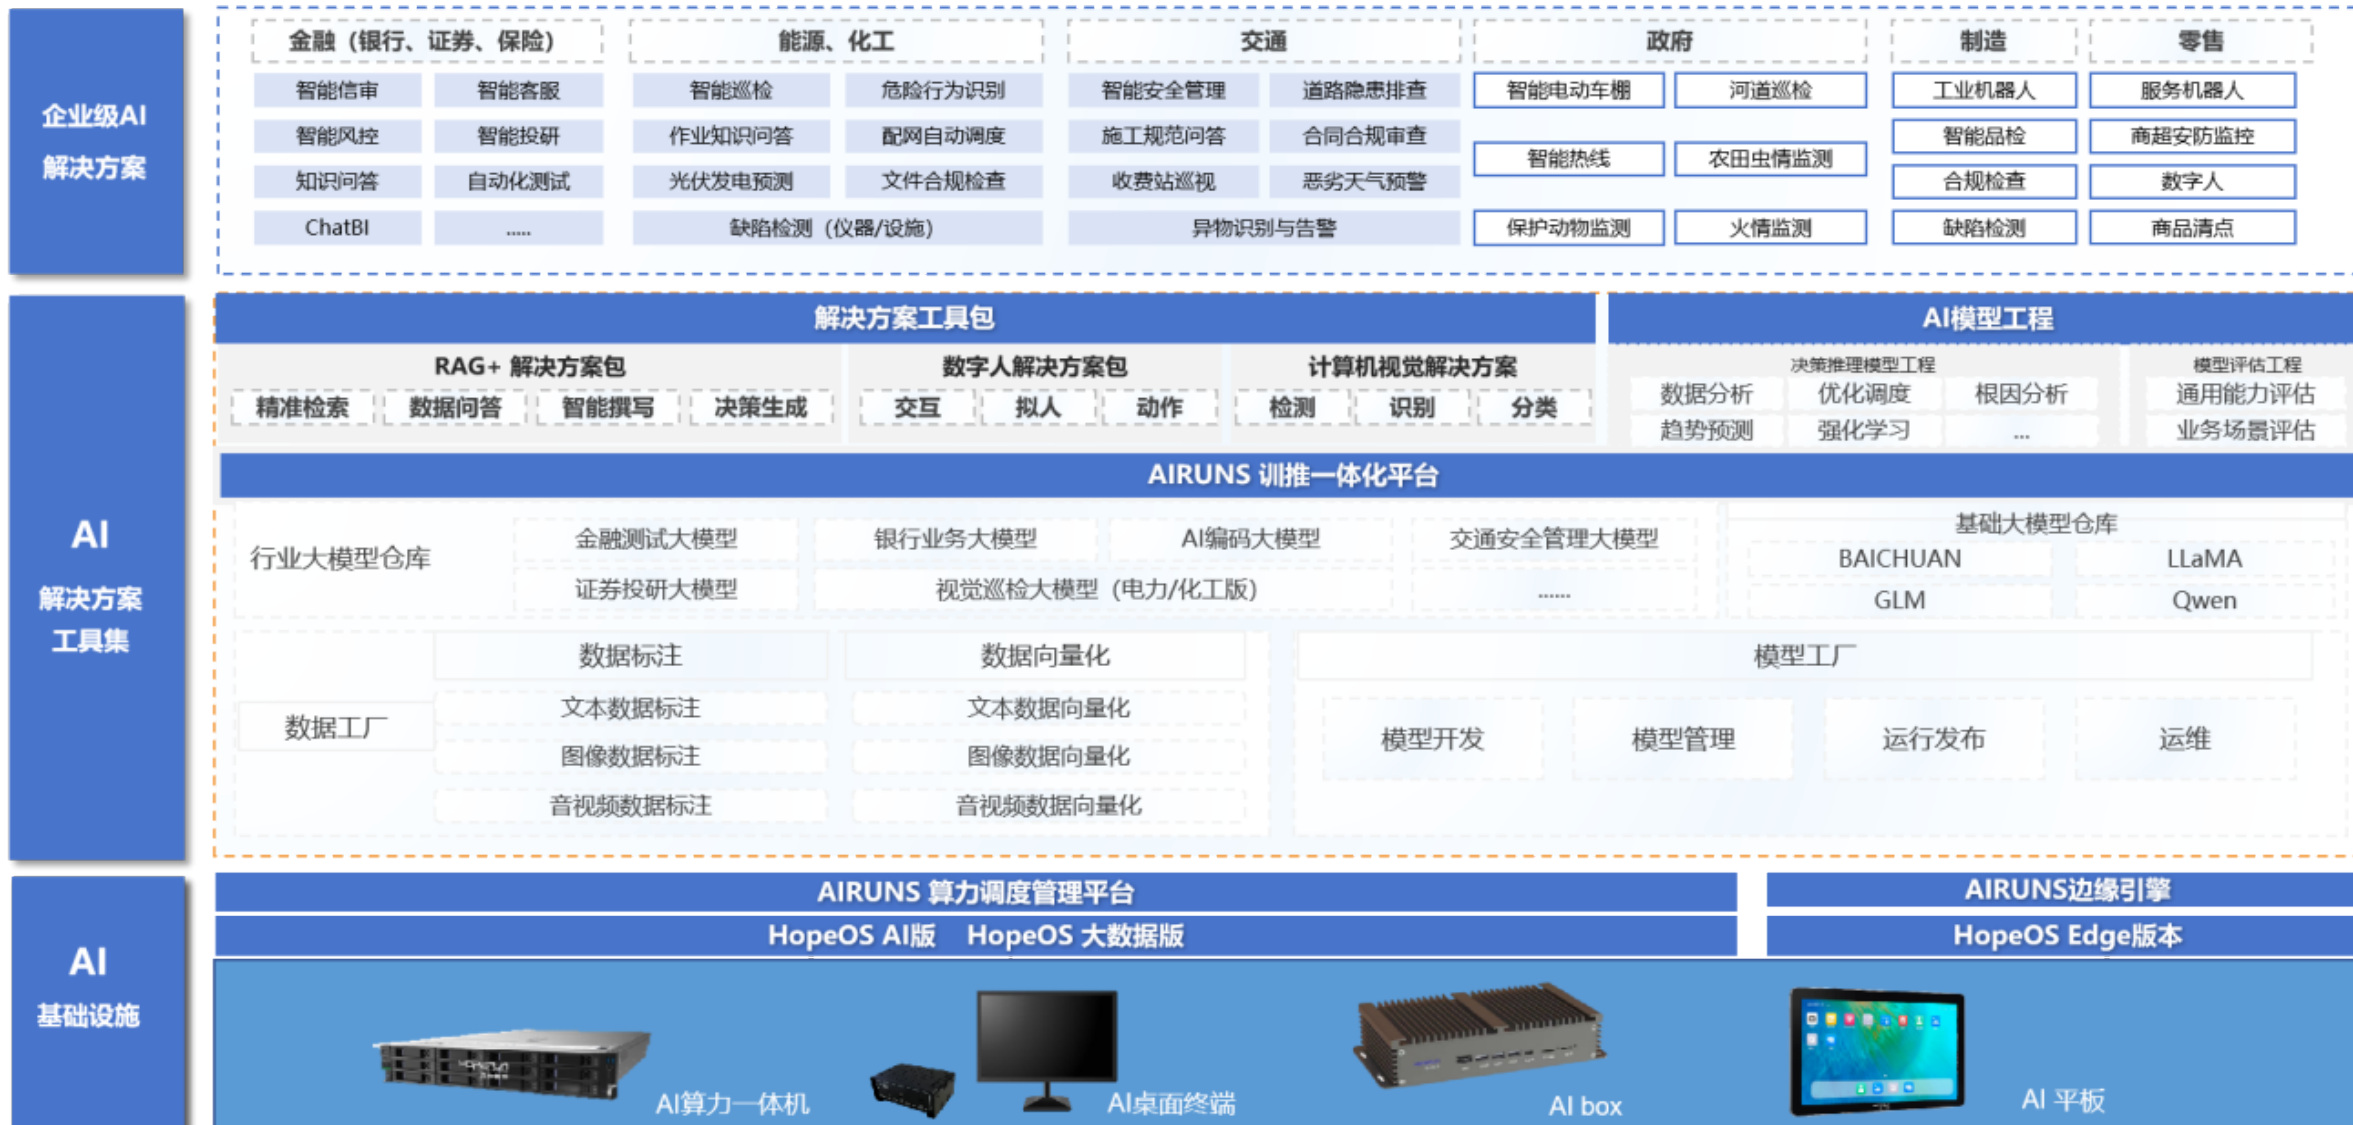 企业级AI
解决方案
金融（银行、证券、保险）
智能信审 智能客服
智能风控 智能投研
知识问答 自动化测试
ChatBI .....
能源、化工
智能巡检 危险行为识别
作业知识问答 配网自动调度
光伏发电预测 文件合规检查
缺陷检测（仪器/设施）
交通
智能安全管理 道路隐患排查
施工规范问答 合同合规审查
收费站巡视 恶劣天气预警
异物识别与告警
政府
智能电动车棚 河道巡检
智能热线 农田虫情监测
保护动物监测 火情监测
制造
工业机器人
智能品检
合规检查
缺陷检测
零售
服务机器人
商超安防监控
数字人
商品清点
AI
解决方案
工具集
解决方案工具包
RAG+ 解决方案包
精准检索 数据问答 智能撰写 决策生成
数字人解决方案包
交互 拟人 动作
计算机视觉解决方案
检测 识别 分类
AI模型工程
决策推理模型工程
数据分析 优化调度 根因分析
趋势预测 强化学习 ...
模型评估工程
通用能力评估
业务场景评估
AIRUNS 训推一体化平台
行业大模型仓库
金融测试大模型 银行业务大模型 AI编码大模型 交通安全管理大模型
证券投研大模型 视觉巡检大模型（电力/化工版） ......
基础大模型仓库
BAICHUAN LLaMA
GLM Qwen
数据工厂
数据标注 数据向量化
文本数据标注 文本数据向量化
图像数据标注 图像数据向量化
音视频数据标注 音视频数据向量化
模型工厂
模型开发 模型管理 运行发布 运维
AI
基础设施
AIRUNS 算力调度管理平台
HopeOS AI版 HopeOS 大数据版
AIRUNS边缘引擎
HopeOS Edge版本
AI算力一体机
AI桌面终端
AI box
AI 平板